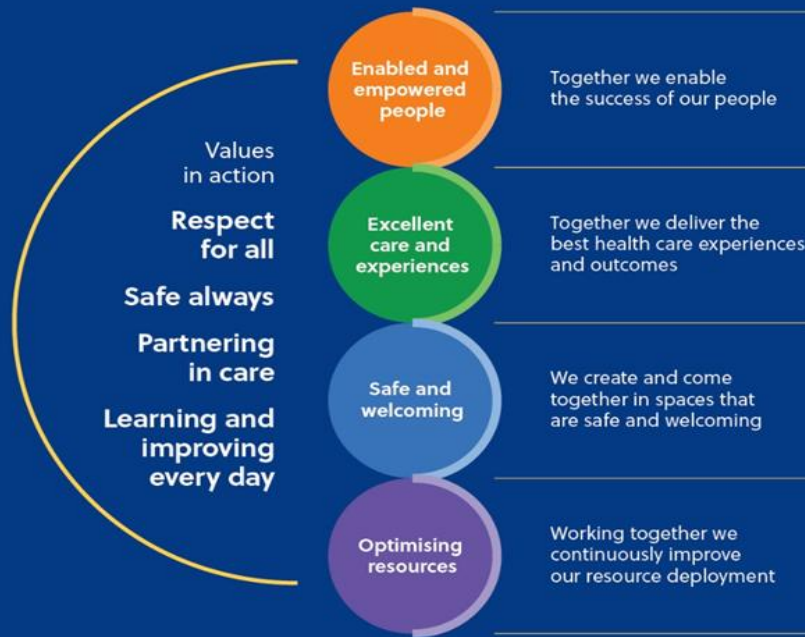 Values
in action
Respect
for all
Safe always
Partnering
in care
Learning and
improving
every day
Enabled and
empowered
people
Together we enable
the success of our people
Excellent
care and
experiences
Together we deliver the
best health care experiences
and outcomes
Safe and
welcoming
We create and come
together in spaces that
are safe and welcoming
Optimising
resources
Working together we
continuously improve
our resource deployment